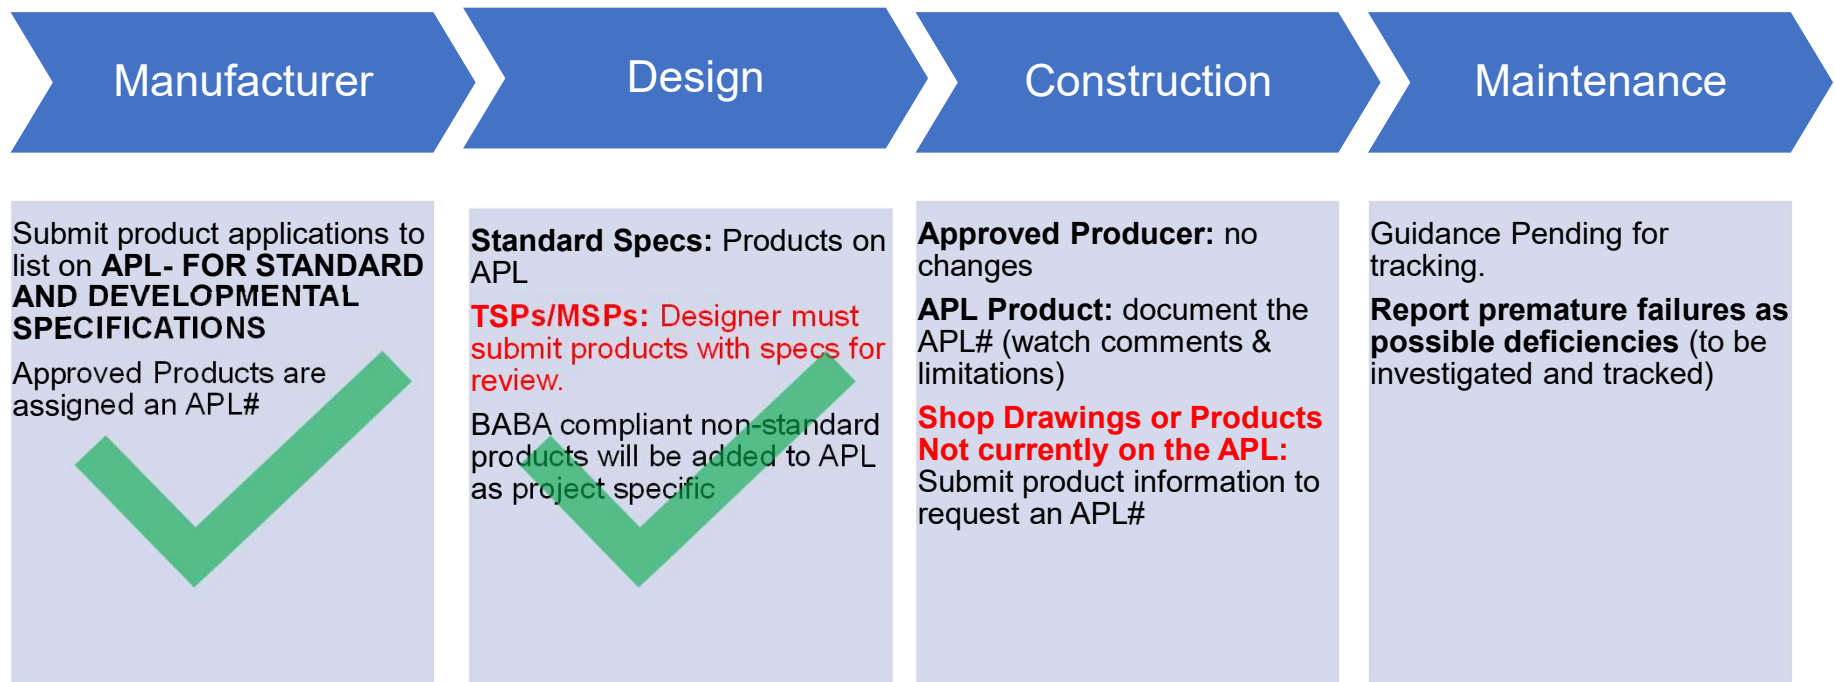 Manufacturer
Design
Construction
Maintenance
Submit product applications to
list on APL- FOR STANDARD
AND DEVELOPMENTAL
SPECIFICATIONS
Approved Products are
assigned an APL#
Standard Specs: Products on
APL
TSPs/MSPs: Designer must
submit products with specs for
review.
BABA compliant non-standard
products will be added to APL
as project specific
Approved Producer: no
changes
APL Product: document the
APL# (watch comments &
limitations)
Shop Drawings or Products
Not currently on the APL:
Submit product information to
request an APL#
Guidance Pending for
tracking.
Report premature failures as
possible deficiencies (to be
investigated and tracked)